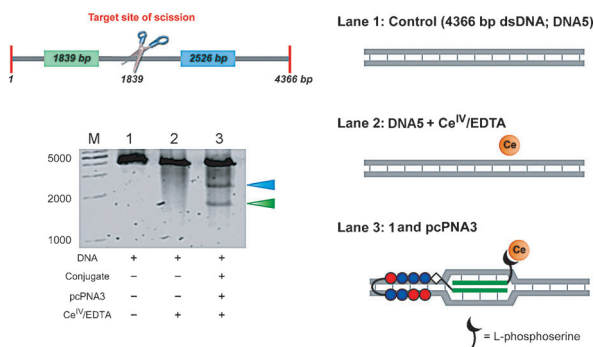 Target site of scission
1839 bp
2526 bp
1
1839
4366 bp
M 1 2 3
5000
2000
1000
DNA + + +
Conjugate – – +
pcPNA3 – – +
Ce^IV/EDTA – + +
Lane 1: Control (4366 bp dsDNA; DNA5)
Lane 2: DNA5 + Ce^IV/EDTA
Ce
Lane 3: 1 and pcPNA3
Ce
= L-phosphoserine